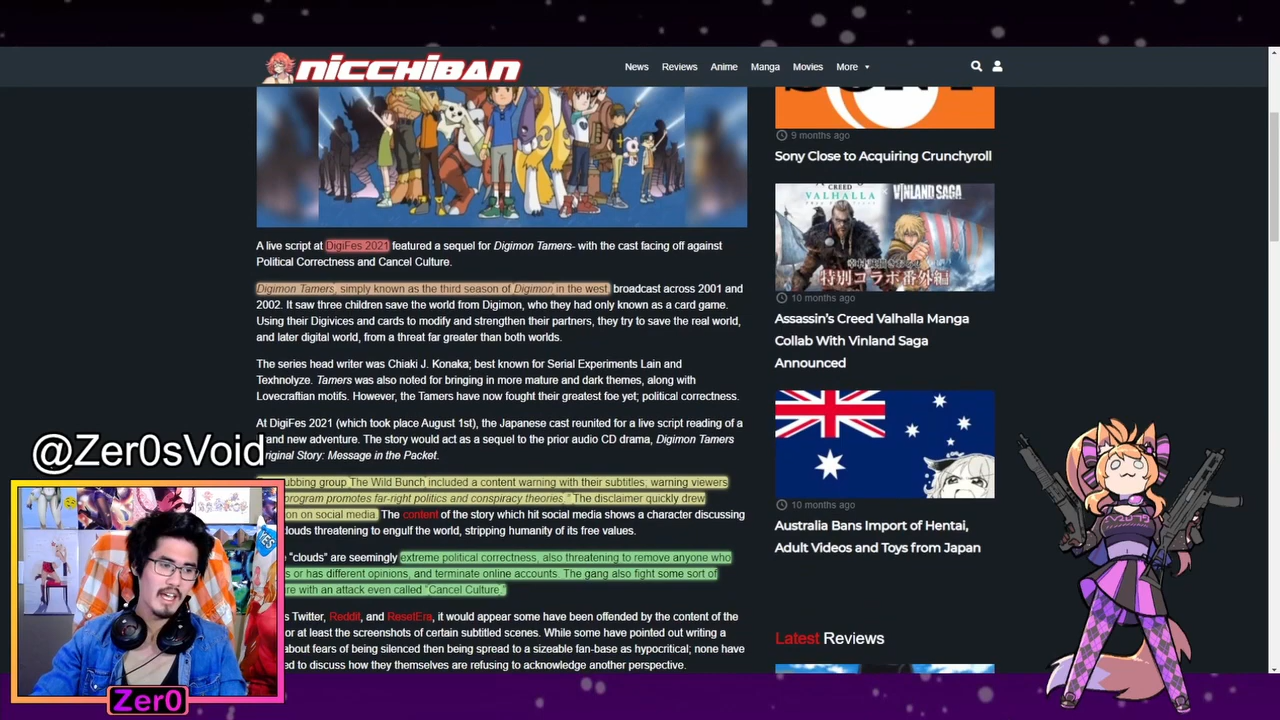 NICCHIBAN
News Reviews Anime Manga Movies More
9 months ago
Sony Close to Acquiring Crunchyroll
CREED
VALHALLA
VINLAND SAGA
特別コラボ番外編
10 months ago
Assassin's Creed Valhalla Manga
Collab With Vinland Saga
Announced
10 months ago
Australia Bans Import of Hentai,
Adult Videos and Toys from Japan
Latest Reviews
A live script at DigiFes 2021 featured a sequel for Digimon Tamers- with the cast facing off against
Political Correctness and Cancel Culture.
Digimon Tamers, simply known as the third season of Digimon in the west broadcast across 2001 and
2002. It saw three children save the world from Digimon, who they had only known as a card game.
Using their Digivices and cards to modify and strengthen their partners, they try to save the real world,
and later digital world, from a threat far greater than both worlds.
The series head writer was Chiaki J. Konaka; best known for Serial Experiments Lain and
Texhnolyze. Tamers was also noted for bringing in more mature and dark themes, along with
Lovecraftian motifs. However, the Tamers have now fought their greatest foe yet; political correctness.
At DigiFes 2021 (which took place August 1st), the Japanese cast reunited for a live script reading of a
and new adventure. The story would act as a sequel to the prior audio CD drama, Digimon Tamers
riginal Story: Message in the Packet.
ubbing group The Wild Bunch included a content warning with their subtitles; warning viewers
program promotes far-right politics and conspiracy theories." The disclaimer quickly drew
on on social media The content of the story which hit social media shows a character discussing
clouds threatening to engulf the world, stripping humanity of its free values.
"clouds" are seemingly extreme political correctness, also threatening to remove anyone who
s or has different opinions, and terminate online accounts. The gang also fight some sort of
re with an attack even called "Cancel Culture."
s Twitter, Reddit, and ResetEra, it would appear some have been offended by the content of the
or at least the screenshots of certain subtitled scenes. While some have pointed out writing a
about fears of being silenced then being spread to a sizeable fan-base as hypocritical; none have
ed to discuss how they themselves are refusing to acknowledge another perspective.
@Zer0sVoid
YES
Zer0